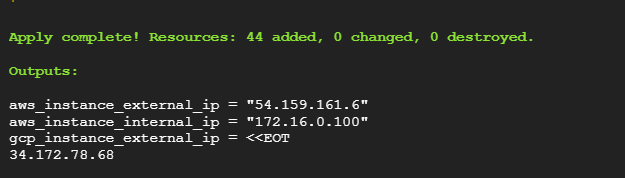 Apply complete! Resources: 44 added, 0 changed, 0 destroyed.
Outputs:
aws_instance_external_ip = "54.159.161.6"
aws_instance_internal_ip = "172.16.0.100"
gcp_instance_external_ip = <<EOT
34.172.78.68